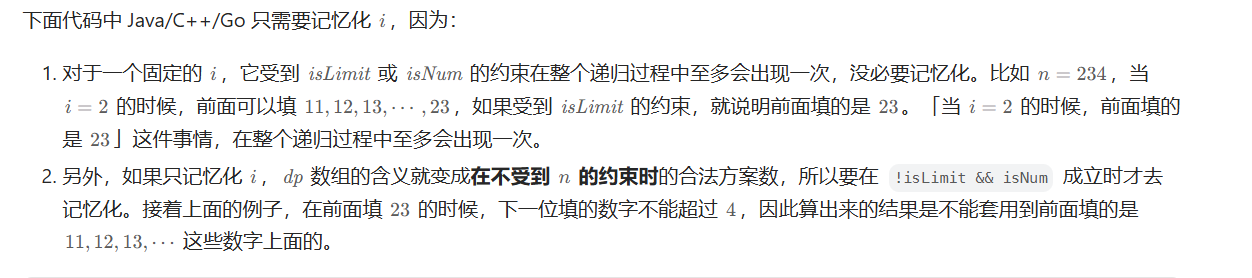 下面代码中 Java/C++/Go 只需要记忆化 i，因为：
1. 对于一个固定的 i，它受到 isLimit 或 isNum 的约束在整个递归过程中至多会出现一次，没必要记忆化。比如 n = 234，当
i = 2 的时候，前面可以填 11, 12, 13, ⋯ , 23，如果受到 isLimit 的约束，就说明前面填的是 23。「当 i = 2 的时候，前面填的
是 23」这件事情，在整个递归过程中至多会出现一次。
2. 另外，如果只记忆化 i，dp 数组的含义就变成在不受到 n 的约束时的合法方案数，所以要在 !isLimit && isNum 成立时才去
记忆化。接着上面的例子，在前面填 23 的时候，下一位填的数字不能超过 4，因此算出来的结果是不能套用到前面填的是
11, 12, 13, ⋯ 这些数字上面的。